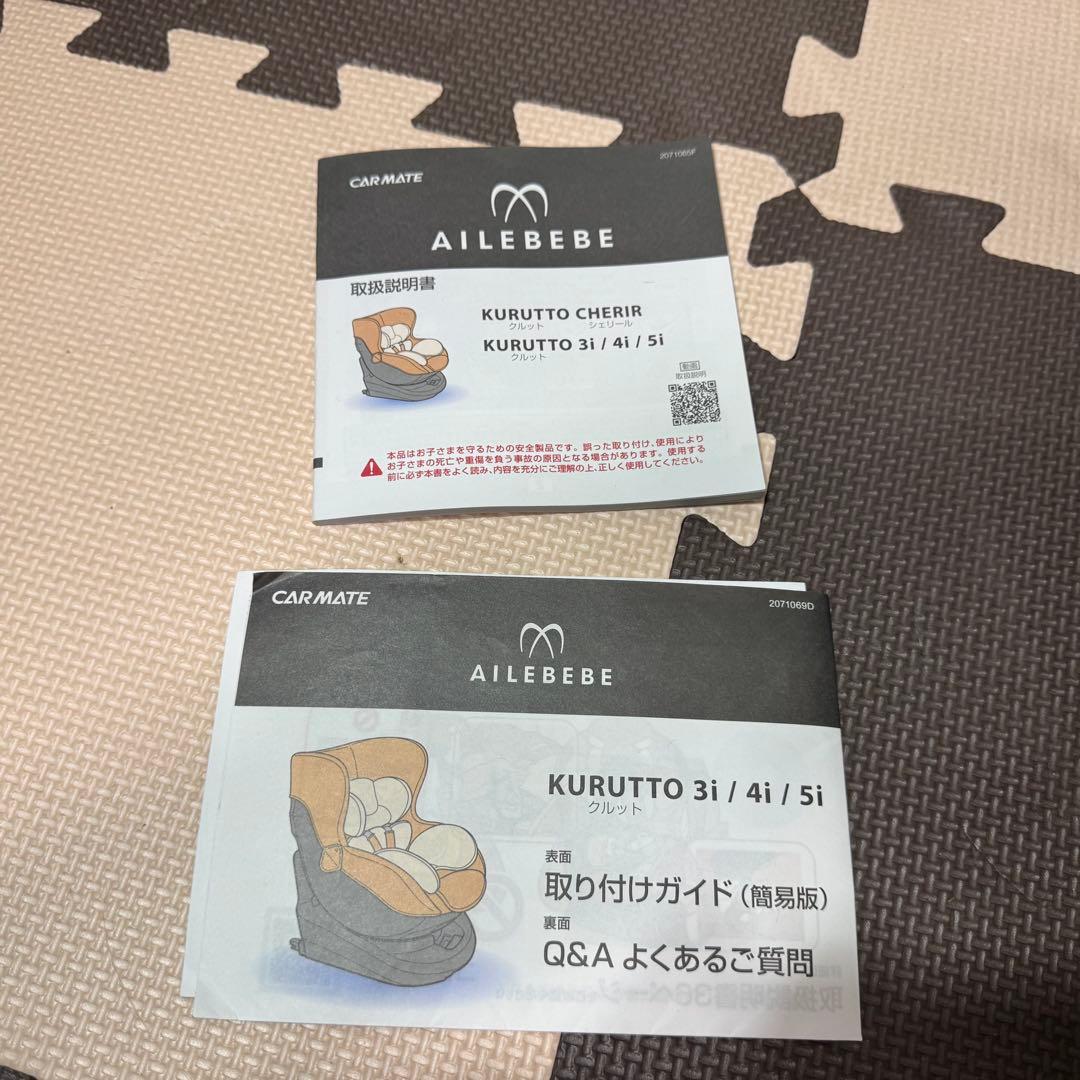 CARMATE
2071065F
AILEBEBE
取扱説明書
KURUTTO CHERIR
クルット シェリール
KURUTTO 3i / 4i / 5i
クルット
動画
取扱説明
本品はお子さまを守るための安全製品です。誤った取り付け、使用により
お子さまの死亡や重傷を負う事故の原因となる場合があります。使用する
前に必ず本書をよく読み、内容を充分にご理解の上、正しく使用してください。
CARMATE
2071069D
AILEBEBE
KURUTTO 3i / 4i / 5i
クルット
表面
取り付けガイド（簡易版）
裏面
Q&A よくあるご質問